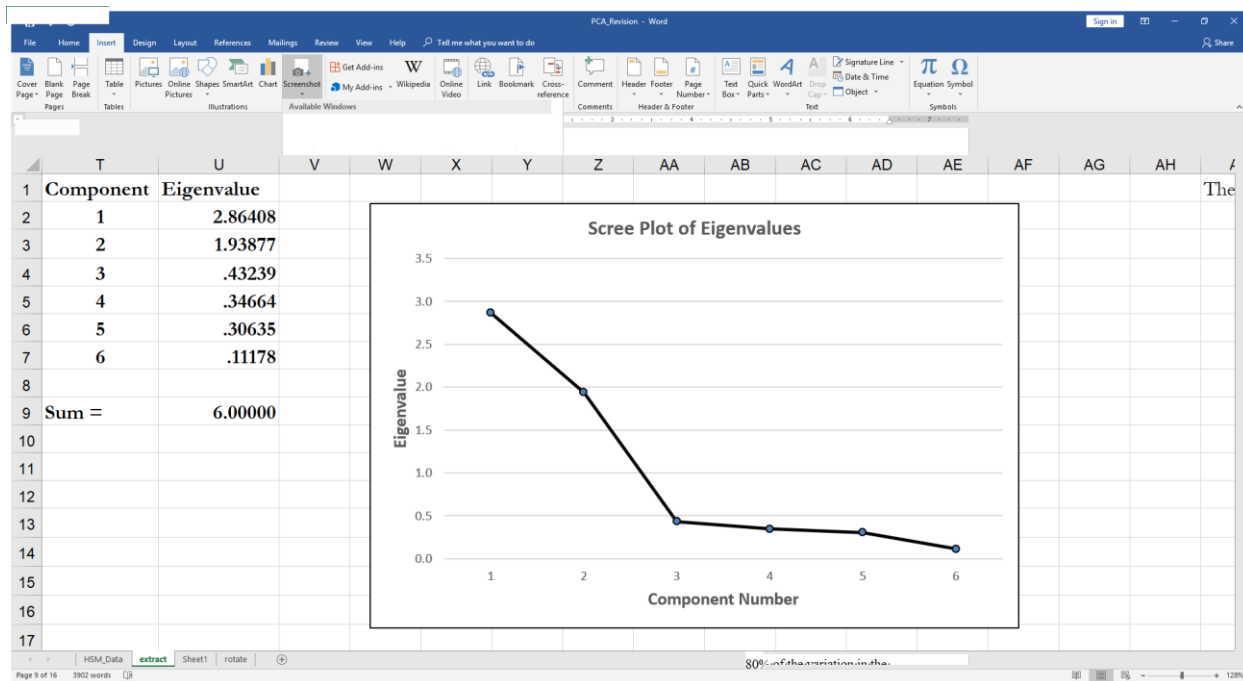 PCA_Revision - Word
Sign in
File Home Insert Design Layout References Mailings Review View Help Tell me what you want to do
Share
Cover Page Blank Page Page Break
Pages
Table
Tables
Pictures Online Pictures Shapes SmartArt Chart Screenshot
Illustrations
Get Add-ins
My Add-ins
Wikipedia
Online Video
Link Bookmark Cross-reference
Comment
Comments
Header Footer Page Number
Header & Footer
Text Box Quick Parts WordArt Drop Cap
Signature Line
Date & Time
Object
Text
Equation Symbol
Symbols
Available Windows
3 4 5 6 7
T U V W X Y Z AA AB AC AD AE AF AG AH
1 Component Eigenvalue The
2 1 2.86408
3 2 1.93877
4 3 .43239
5 4 .34664
6 5 .30635
7 6 .11178
8
9 Sum = 6.00000
10
11
12
13
14
15
16
17
Scree Plot of Eigenvalues
3.5
3.0
2.5
2.0
1.5
1.0
0.5
0.0
Eigenvalue
1 2 3 4 5 6
Component Number
HSM_Data extract Sheet1 rotate
80% of the variation in the
Page 9 of 16 3902 words
128%